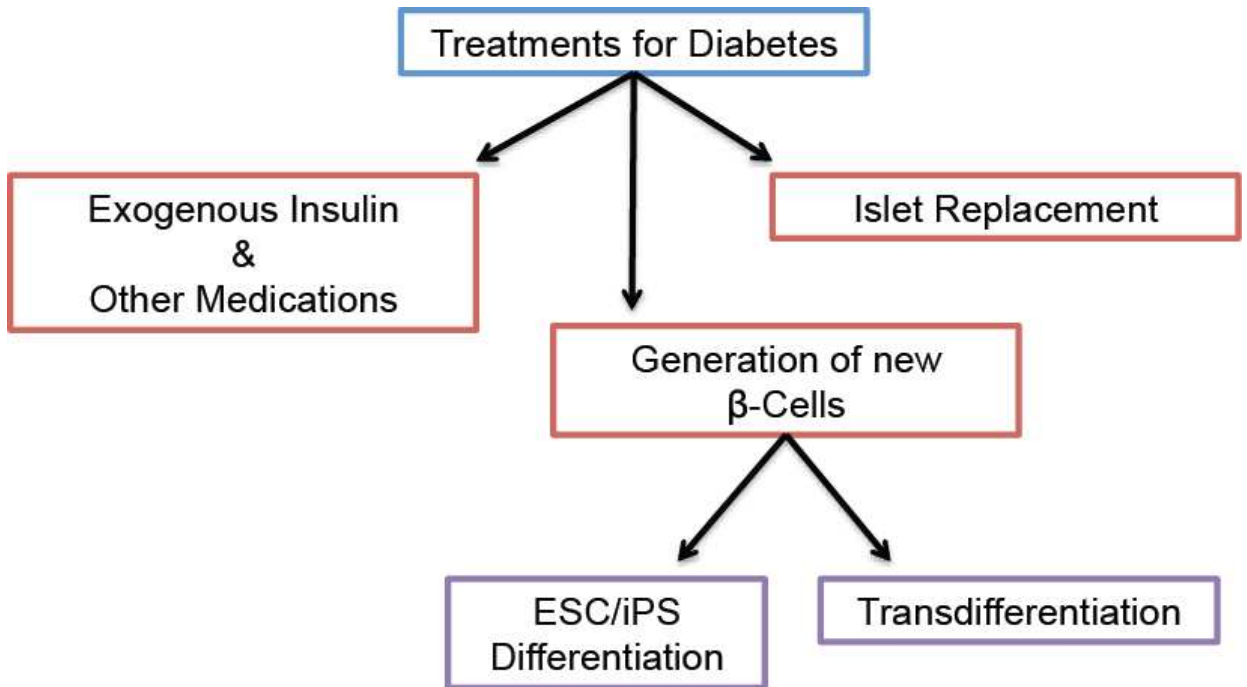 Treatments for Diabetes
Exogenous Insulin
&
Other Medications
Islet Replacement
Generation of new
β-Cells
ESC/iPS
Differentiation
Transdifferentiation